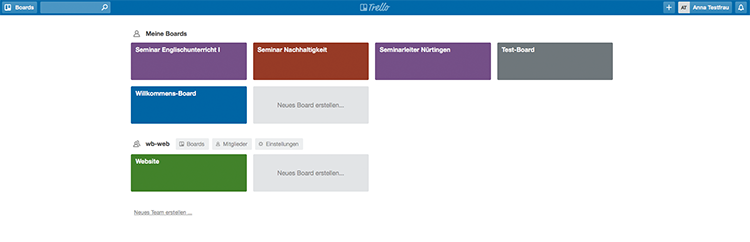 Boards Trello + AT Anna Testfrau
Meine Boards
Seminar Englischunterricht I Seminar Nachhaltigkeit Seminarleiter Nürtingen Test-Board
Willkommens-Board Neues Board erstellen...
wb-web Boards Mitglieder Einstellungen
Website Neues Board erstellen...
Neues Team erstellen ...